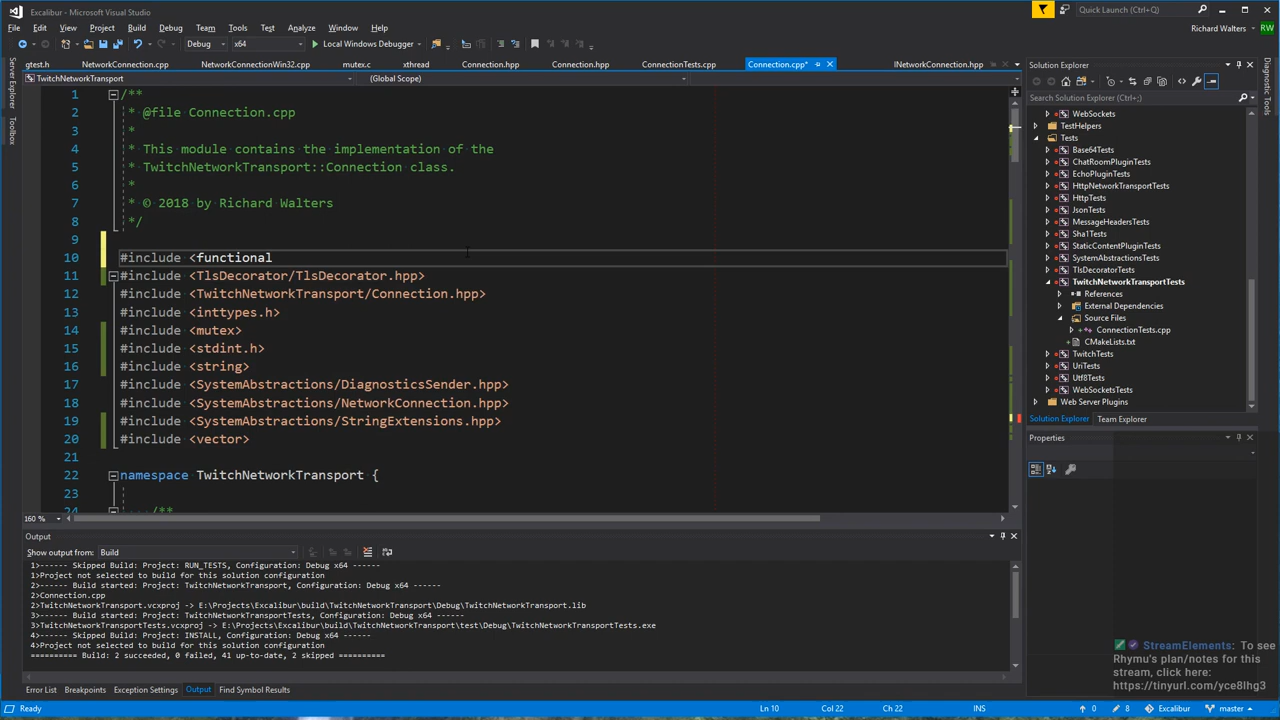 Excalibur - Microsoft Visual Studio
Quick Launch (Ctrl+Q)
File Edit View Project Build Debug Team Tools Test Analyze Window Help
Richard Walters RW
Debug x64 Local Windows Debugger
gtest.h NetworkConnection.cpp NetworkConnectionWin32.cpp mutex.c xthread Connection.hpp Connection.hpp ConnectionTests.cpp Connection.cpp* INetworkConnection.hpp
TwitchNetworkTransport (Global Scope)
Server Explorer
Toolbox
1 /**
2 * @file Connection.cpp
3 *
4 * This module contains the implementation of the
5 * TwitchNetworkTransport::Connection class.
6 *
7 * © 2018 by Richard Walters
8 */
9
10 #include <functional
11 #include <TlsDecorator/TlsDecorator.hpp>
12 #include <TwitchNetworkTransport/Connection.hpp>
13 #include <inttypes.h>
14 #include <mutex>
15 #include <stdint.h>
16 #include <string>
17 #include <SystemAbstractions/DiagnosticsSender.hpp>
18 #include <SystemAbstractions/NetworkConnection.hpp>
19 #include <SystemAbstractions/StringExtensions.hpp>
20 #include <vector>
21
22 namespace TwitchNetworkTransport {
23
24 /**
160 %
Output
Show output from: Build
1>------ Skipped Build: Project: RUN_TESTS, Configuration: Debug x64 ------
1>Project not selected to build for this solution configuration
2>------ Build started: Project: TwitchNetworkTransport, Configuration: Debug x64 ------
2>Connection.cpp
2>TwitchNetworkTransport.vcxproj -> E:\Projects\Excalibur\build\TwitchNetworkTransport\Debug\TwitchNetworkTransport.lib
3>------ Build started: Project: TwitchNetworkTransportTests, Configuration: Debug x64 ------
3>TwitchNetworkTransportTests.vcxproj -> E:\Projects\Excalibur\build\TwitchNetworkTransport\test\Debug\TwitchNetworkTransportTests.exe
4>------ Skipped Build: Project: INSTALL, Configuration: Debug x64 ------
4>Project not selected to build for this solution configuration
========== Build: 2 succeeded, 0 failed, 41 up-to-date, 2 skipped ==========
Error List Breakpoints Exception Settings Output Find Symbol Results
Solution Explorer
Search Solution Explorer (Ctrl+;)
WebSockets
TestHelpers
Tests
Base64Tests
ChatRoomPluginTests
EchoPluginTests
HttpNetworkTransportTests
HttpTests
JsonTests
MessageHeadersTests
Sha1Tests
StaticContentPluginTests
SystemAbstractionsTests
TlsDecoratorTests
TwitchNetworkTransportTests
References
External Dependencies
Source Files
ConnectionTests.cpp
CMakeLists.txt
TwitchTests
UriTests
Utf8Tests
WebSocketsTests
Web Server Plugins
Solution Explorer Team Explorer
Properties
Diagnostic Tools
StreamElements: To see
Rhymu's plan/notes for this
stream, click here:
https://tinyurl.com/yce8lhg3
Ready Ln 10 Col 22 Ch 22 INS 0 8 Excalibur master